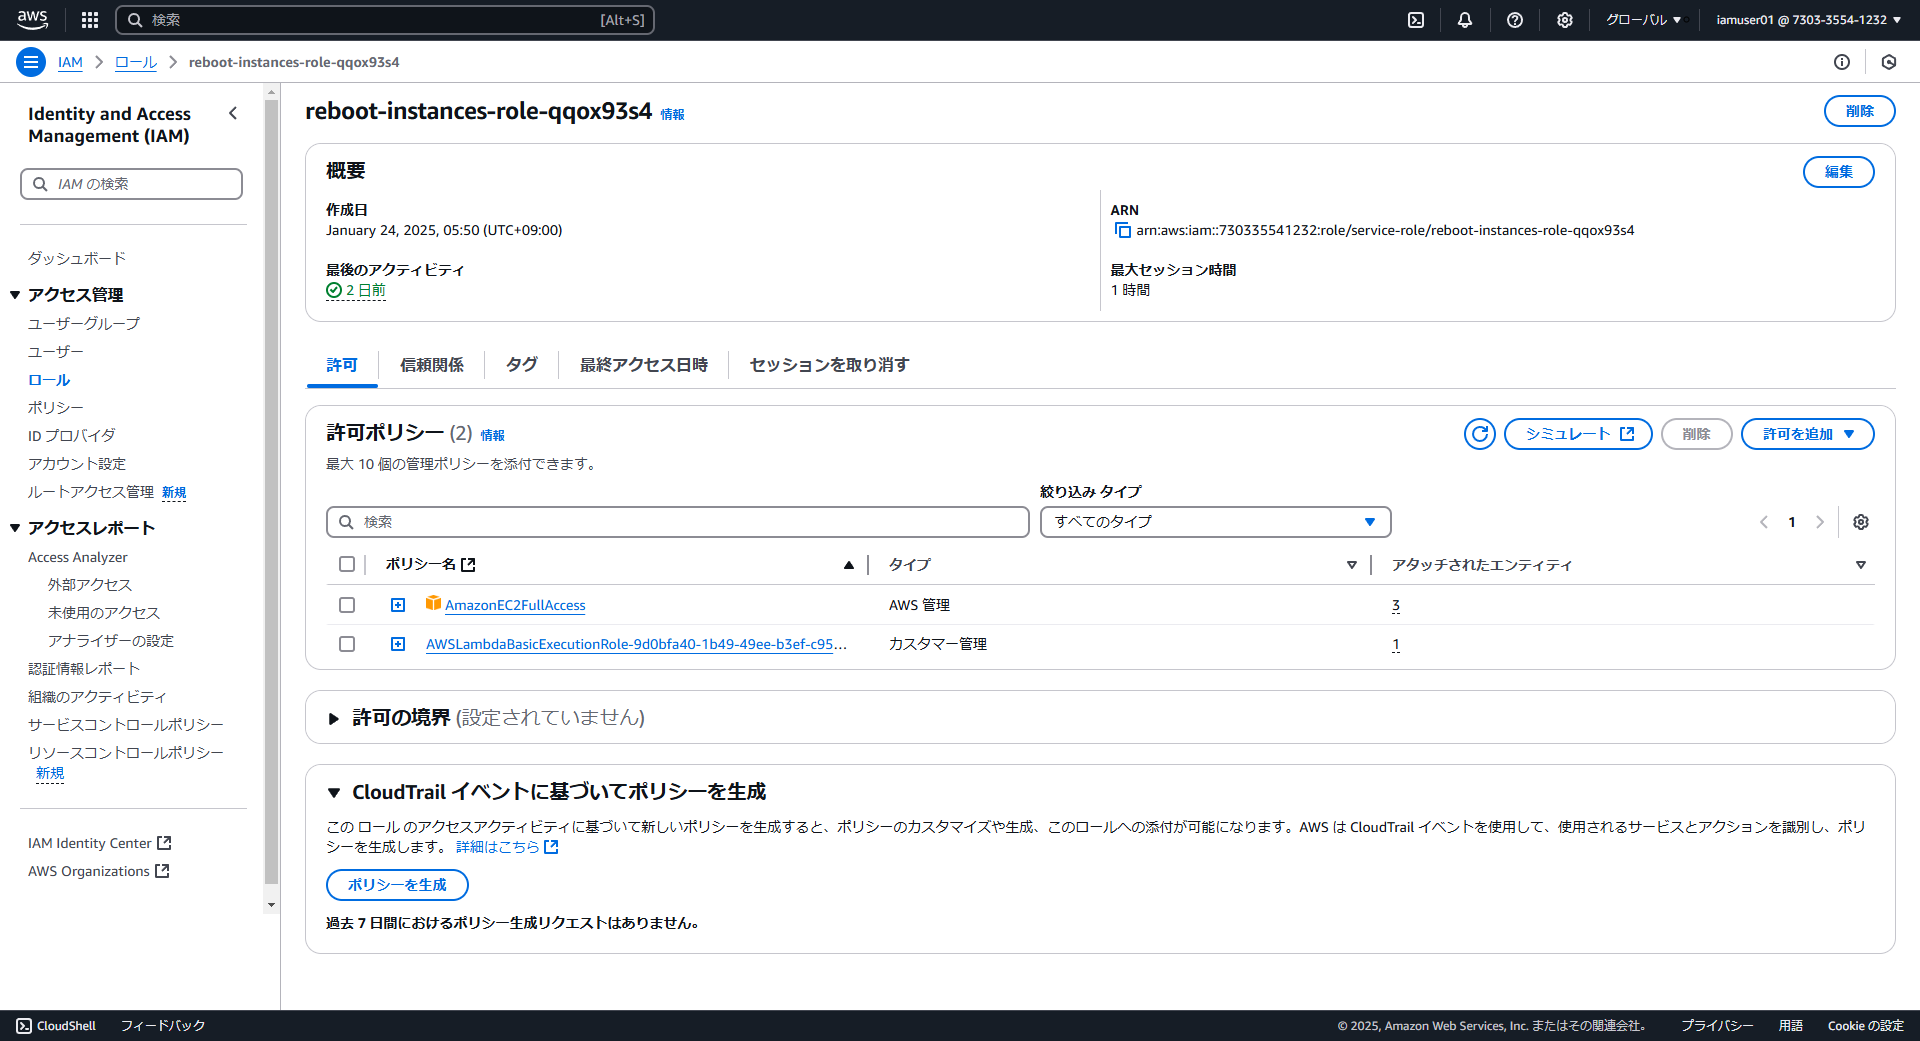 aws
検索
[Alt+S]
グローバル
iamuser01 @ 7303-3554-1232
IAM
ロール
reboot-instances-role-qqox93s4
Identity and Access
Management (IAM)
IAM の検索
ダッシュボード
アクセス管理
ユーザーグループ
ユーザー
ロール
ポリシー
ID プロバイダ
アカウント設定
ルートアクセス管理 新規
アクセスレポート
Access Analyzer
外部アクセス
未使用のアクセス
アナライザーの設定
認証情報レポート
組織のアクティビティ
サービスコントロールポリシー
リソースコントロールポリシー
新規
IAM Identity Center
AWS Organizations
reboot-instances-role-qqox93s4 情報
削除
概要
編集
作成日
January 24, 2025, 05:50 (UTC+09:00)
ARN
arn:aws:iam::730335541232:role/service-role/reboot-instances-role-qqox93s4
最後のアクティビティ
2 日前
最大セッション時間
1 時間
許可
信頼関係
タグ
最終アクセス日時
セッションを取り消す
許可ポリシー (2) 情報
シミュレート
削除
許可を追加
最大 10 個の管理ポリシーを添付できます。
絞り込み タイプ
検索
すべてのタイプ
1
ポリシー名
タイプ
アタッチされたエンティティ
AmazonEC2FullAccess
AWS 管理
3
AWSLambdaBasicExecutionRole-9d0bfa40-1b49-49ee-b3ef-c95...
カスタマー管理
1
許可の境界 (設定されていません)
CloudTrail イベントに基づいてポリシーを生成
この ロール のアクセスアクティビティに基づいて新しいポリシーを生成すると、ポリシーのカスタマイズや生成、このロールへの添付が可能になります。AWS は CloudTrail イベントを使用して、使用されるサービスとアクションを識別し、ポリ
シーを生成します。 詳細はこちら
ポリシーを生成
過去 7 日間におけるポリシー生成リクエストはありません。
CloudShell
フィードバック
© 2025, Amazon Web Services, Inc. またはその関連会社。
プライバシー
用語
Cookie の設定